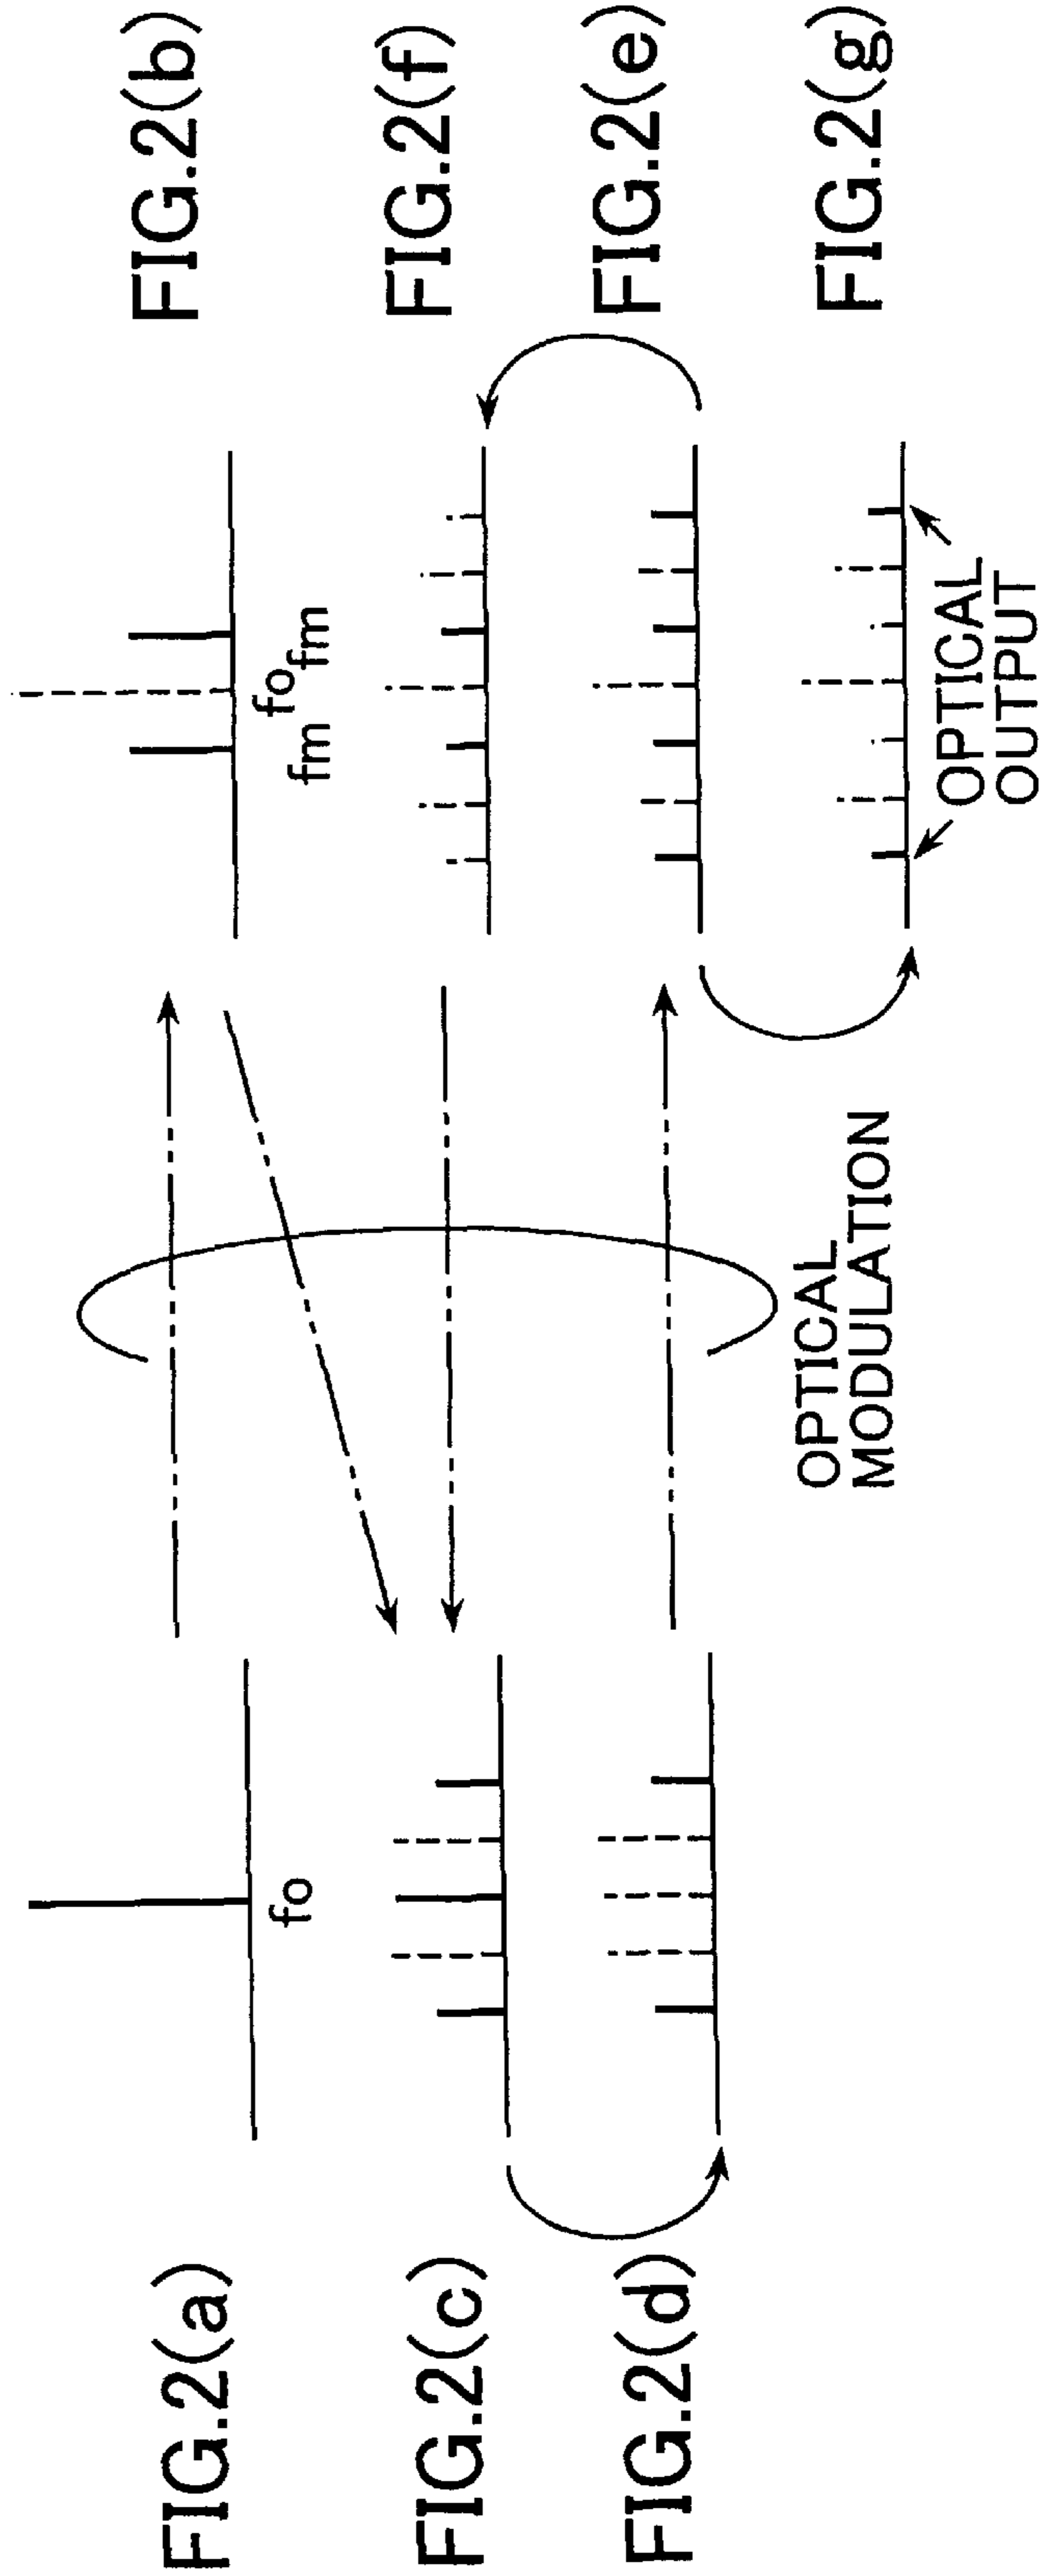 FIG.2(a)
fo
FIG.2(b)
fm fo fm
FIG.2(c)
FIG.2(f)
FIG.2(d)
FIG.2(e)
OPTICAL
MODULATION
OPTICAL
OUTPUT
FIG.2(g)